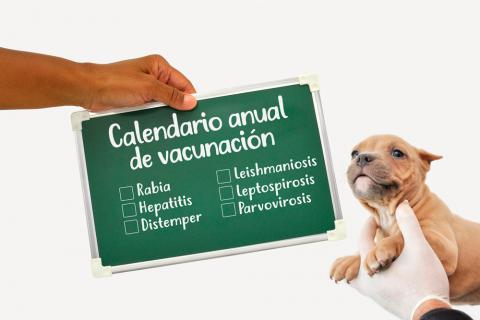 Calendario anual
de vacunación
Rabia
Hepatitis
Distemper
Leishmaniosis
Leptospirosis
Parvovirosis